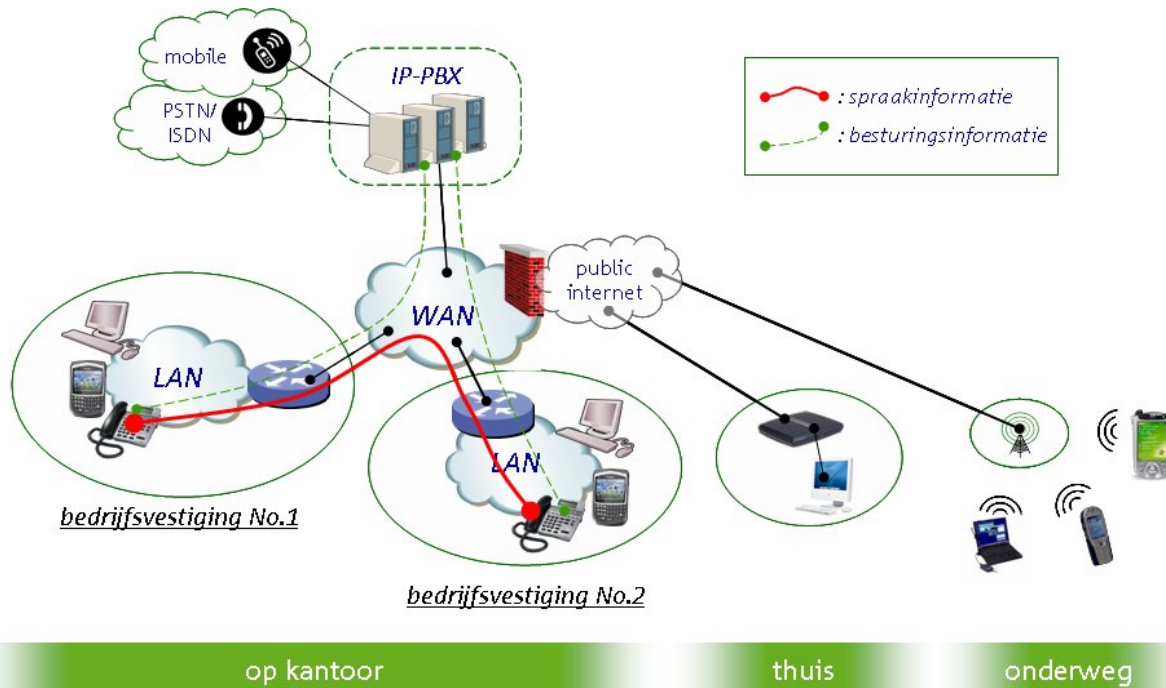 mobile
PSTN/
ISDN
IP-PBX
: spraakinformatie
: besturingsinformatie
public
internet
WAN
LAN
LAN
bedrijfsvestiging No.1
bedrijfsvestiging No.2
op kantoor
thuis
onderweg